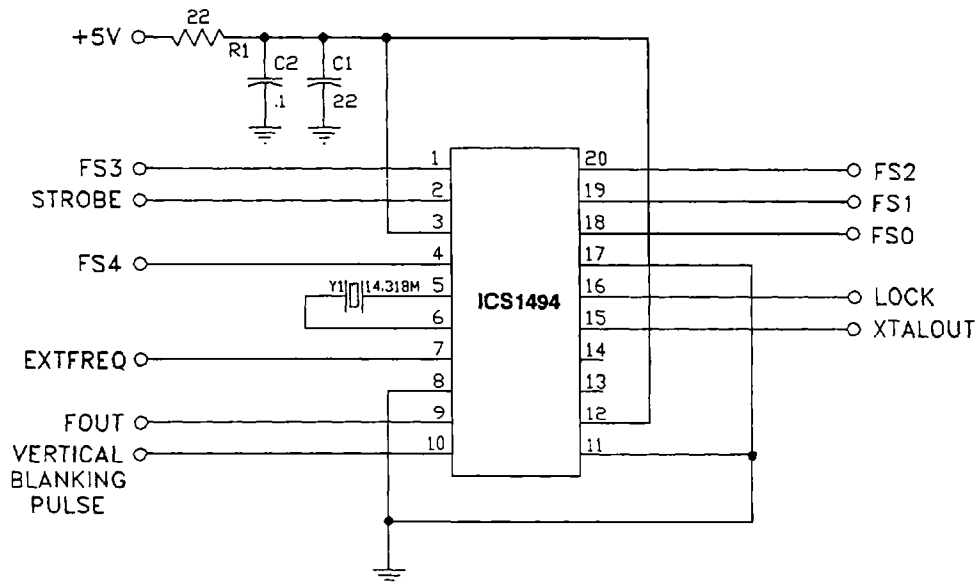 22
+5V
R1
C2
C1
.1
22
FS3
1
20
FS2
STROBE
2
19
FS1
3
18
FS0
FS4
4
17
Y1
14.318M
5
ICS1494
16
LOCK
6
15
XTALOUT
EXTFREQ
7
14
8
13
FOUT
9
12
VERTICAL
BLANKING
PULSE
10
11